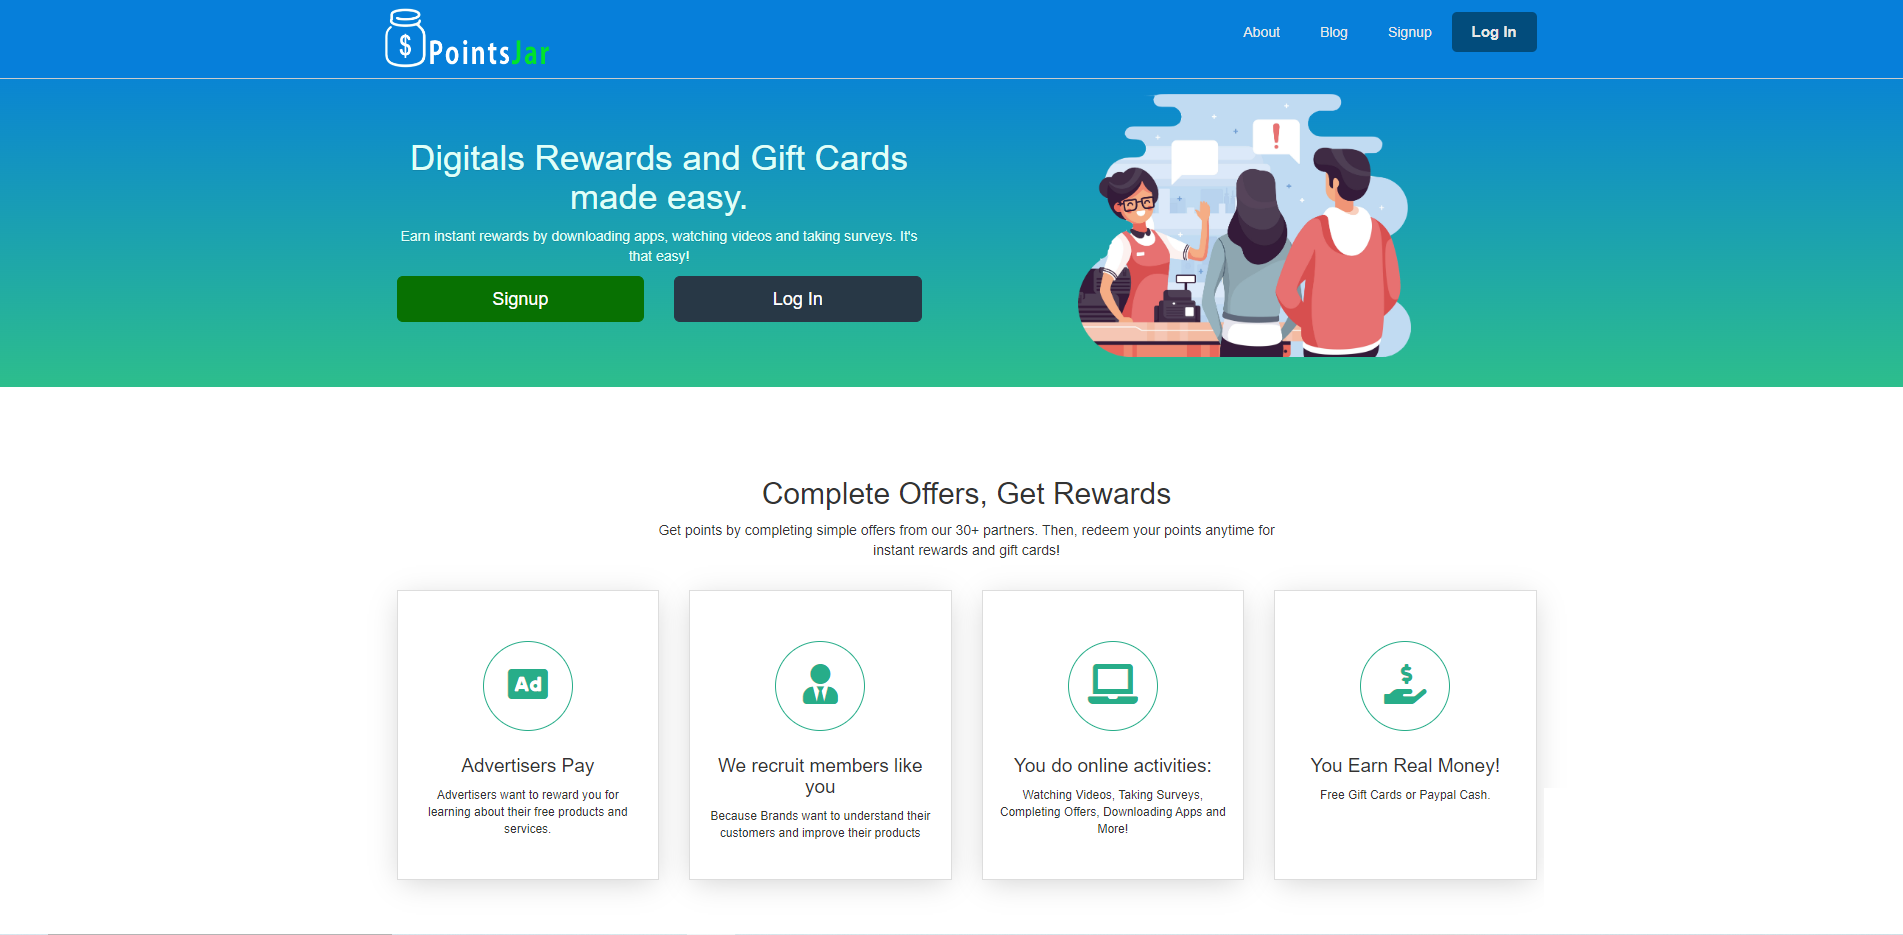 $
PointsJar
About
Blog
Signup
Log In
Digitals Rewards and Gift Cards
made easy.
Earn instant rewards by downloading apps, watching videos and taking surveys. It's
that easy!
Signup
Log In
!
Complete Offers, Get Rewards
Get points by completing simple offers from our 30+ partners. Then, redeem your points anytime for
instant rewards and gift cards!
Ad
Advertisers Pay
Advertisers want to reward you for
learning about their free products and
services.
We recruit members like
you
Because Brands want to understand their
customers and improve their products
You do online activities:
Watching Videos, Taking Surveys,
Completing Offers, Downloading Apps and
More!
$
You Earn Real Money!
Free Gift Cards or Paypal Cash.